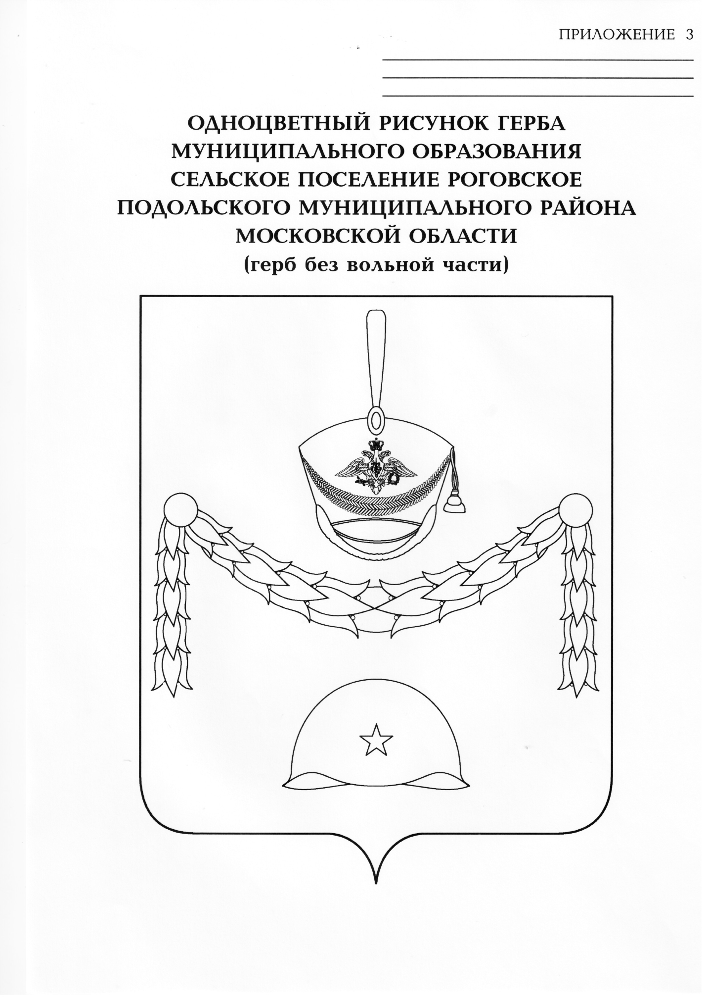 ПРИЛОЖЕНИЕ 3
ОДНОЦВЕТНЫЙ РИСУНОК ГЕРБА
МУНИЦИПАЛЬНОГО ОБРАЗОВАНИЯ
СЕЛЬСКОЕ ПОСЕЛЕНИЕ РОГОВСКОЕ
ПОДОЛЬСКОГО МУНИЦИПАЛЬНОГО РАЙОНА
МОСКОВСКОЙ ОБЛАСТИ
(герб без вольной части)